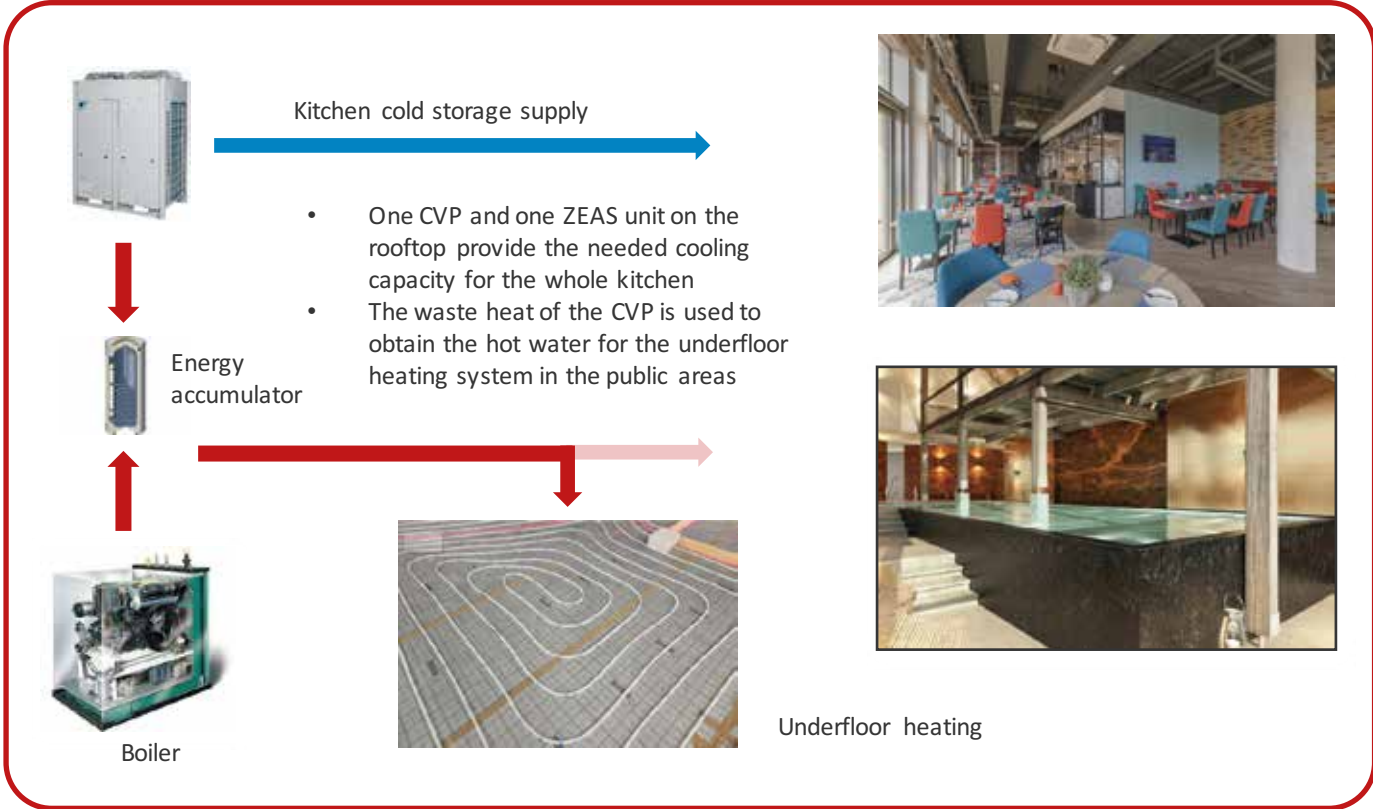 Kitchen cold storage supply
• One CVP and one ZEAS unit on the
rooftop provide the needed cooling
capacity for the whole kitchen
• The waste heat of the CVP is used to
obtain the hot water for the underfloor
heating system in the public areas
Energy
accumulator
Boiler
Underfloor heating